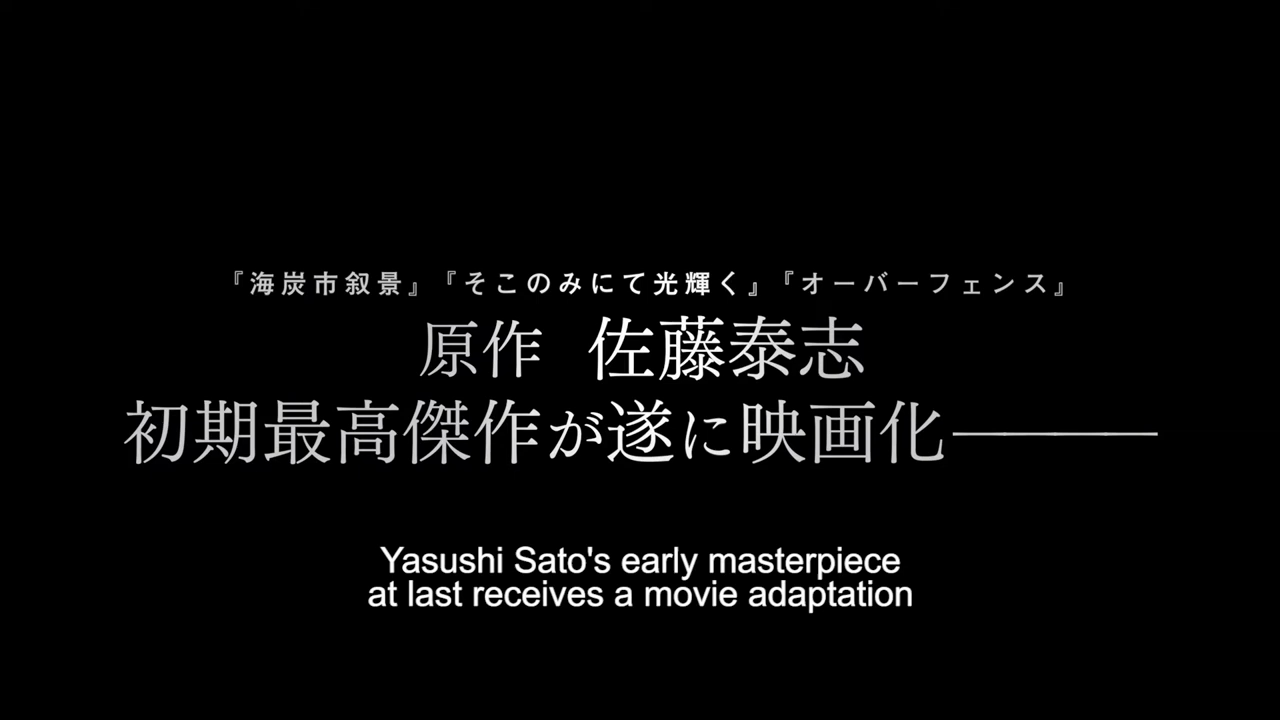 『海炭市叙景』『そこのみにて光輝く』『オーバーフェンス』
原作 佐藤泰志
初期最高傑作が遂に映画化―――
Yasushi Sato's early masterpiece
at last receives a movie adaptation